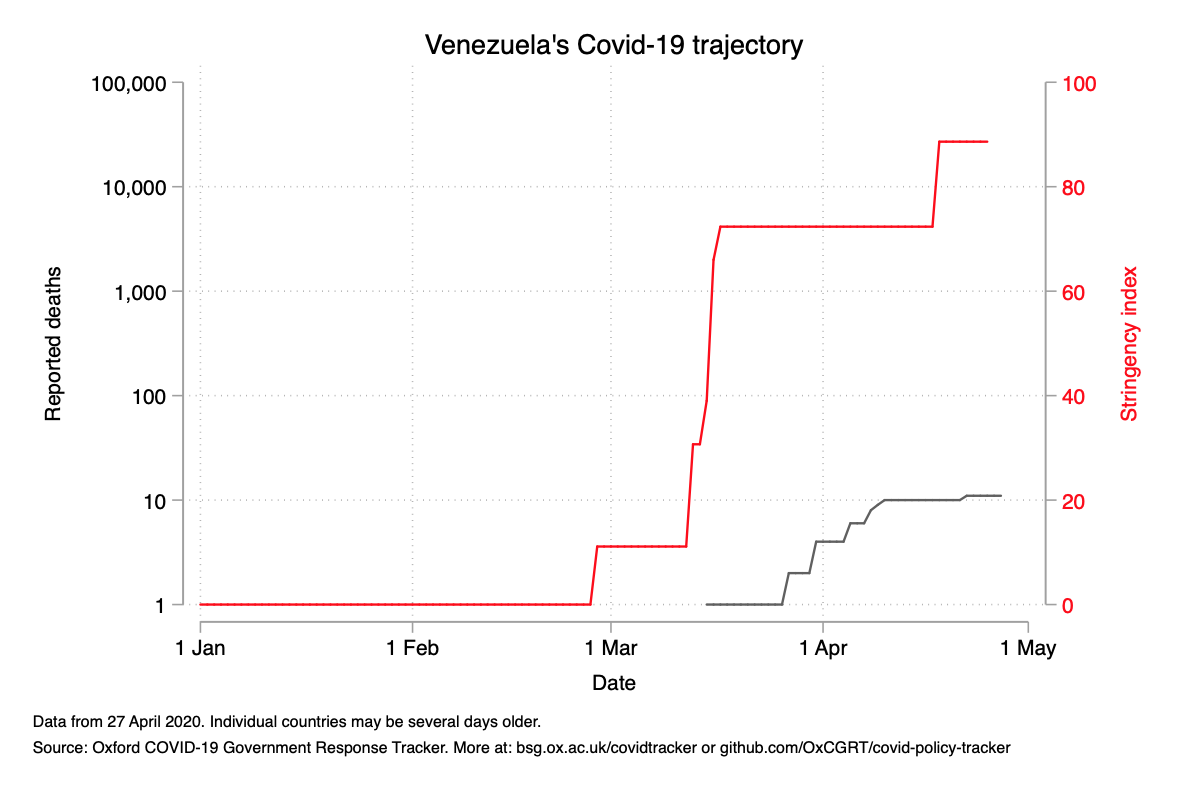 Venezuela's Covid-19 trajectory
100,000
10,000
1,000
100
10
1
Reported deaths
100
80
60
40
20
0
Stringency index
1 Jan
1 Feb
1 Mar
1 Apr
1 May
Date
Data from 27 April 2020. Individual countries may be several days older.
Source: Oxford COVID-19 Government Response Tracker. More at: bsg.ox.ac.uk/covidtracker or github.com/OxCGRT/covid-policy-tracker